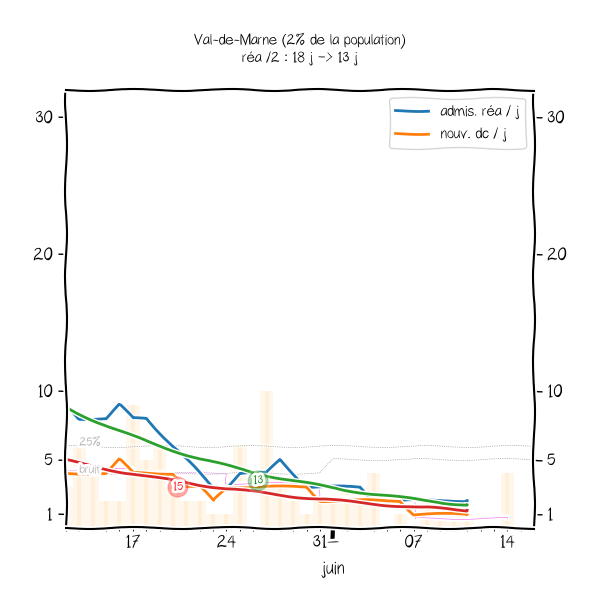 Val-de-Marne (2% de la population)
réa /2 : 18 j -> 13 j
admis. réa / j
nouv. dc / j
30 30
20 20
10 10
25%
5 5
bruit
15 13
1 1
17 24 31 07 14
juin